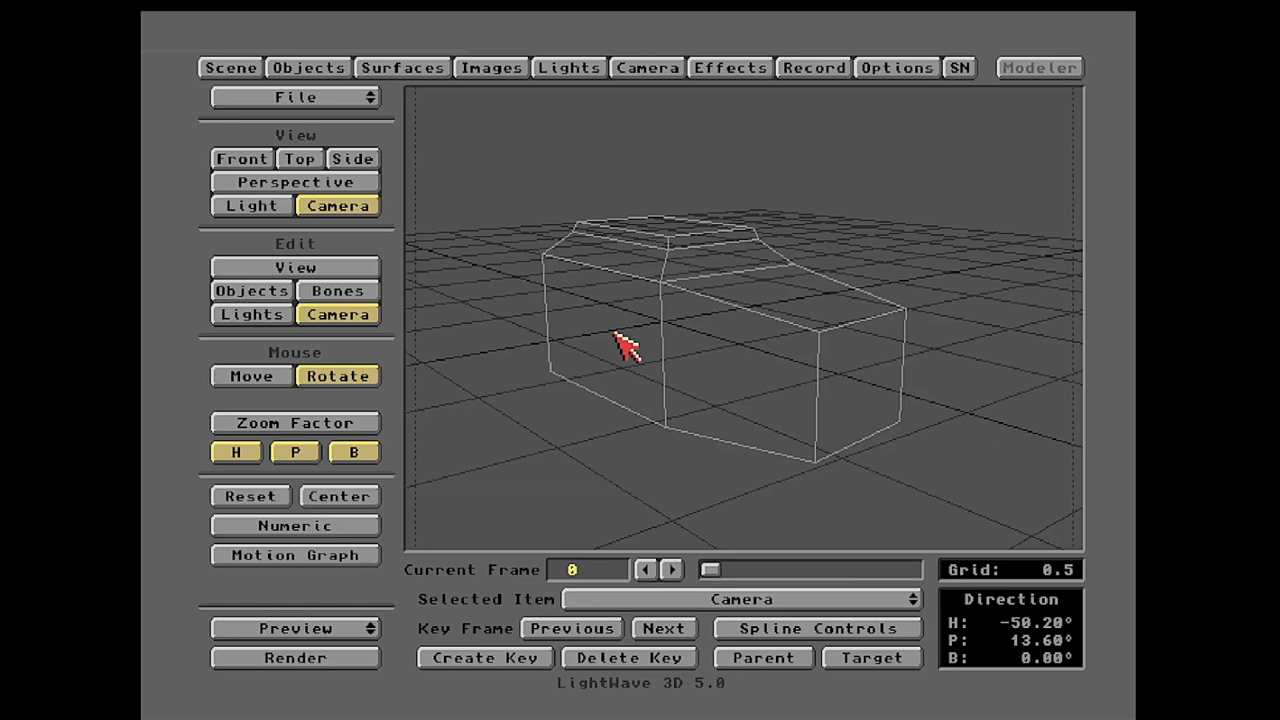 Scene Objects Surfaces Images Lights Camera Effects Record Options SN Modeler
File
View
Front Top Side
Perspective
Light Camera
Edit
View
Objects Bones
Lights Camera
Mouse
Move Rotate
Zoom Factor
H P B
Reset Center
Numeric
Motion Graph
Preview
Render
Current Frame 0
Selected Item Camera
Key Frame Previous Next Spline Controls
Create Key Delete Key Parent Target
Grid: 0.5
Direction
H: -50.20°
P: 13.60°
B: 0.00°
LightWave 3D 5.0